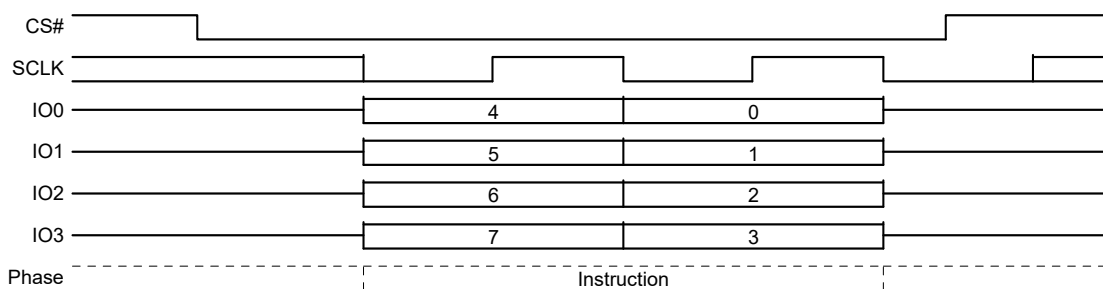 CS#
SCLK
IO0 4 0
IO1 5 1
IO2 6 2
IO3 7 3
Phase Instruction